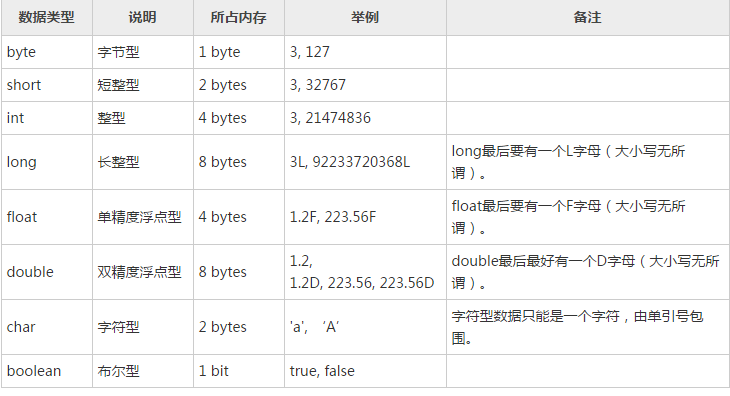 数据类型 说明 所占内存 举例 备注
byte 字节型 1 byte 3, 127
short 短整型 2 bytes 3, 32767
int 整型 4 bytes 3, 21474836
long 长整型 8 bytes 3L, 92233720368L long最后要有一个L字母（大小写无所
谓）。
float 单精度浮点型 4 bytes 1.2F, 223.56F float最后要有一个F字母（大小写无所
谓）。
double 双精度浮点型 8 bytes 1.2,
1.2D, 223.56, 223.56D double最后最好有一个D字母（大小写无所
谓）。
char 字符型 2 bytes 'a', ‘A’ 字符型数据只能是一个字符，由单引号包
围。
boolean 布尔型 1 bit true, false